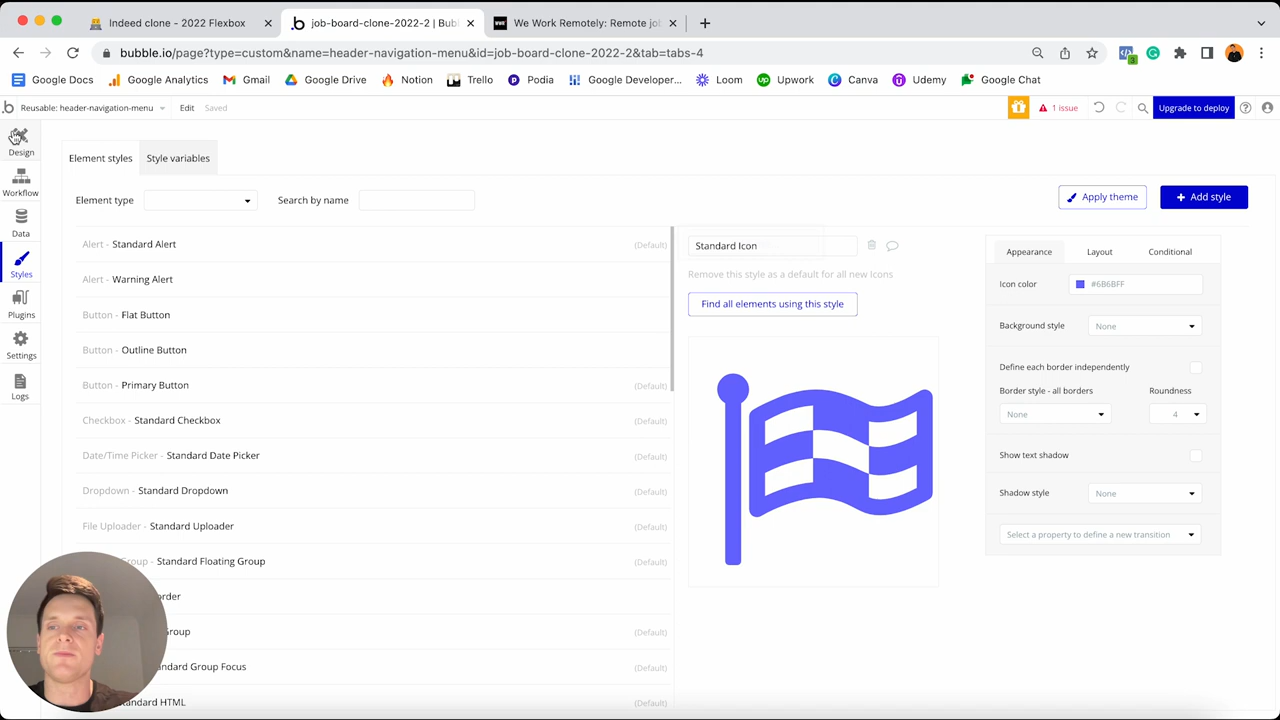 Indeed clone - 2022 Flexbox
job-board-clone-2022-2 | Bubl
We Work Remotely: Remote jo
bubble.io/page?type=custom&name=header-navigation-menu&id=job-board-clone-2022-2&tab=tabs-4
Google Docs
Google Analytics
Gmail
Google Drive
Notion
Trello
Podia
Google Developer...
Loom
Upwork
Canva
Udemy
Google Chat
Reusable: header-navigation-menu
Edit
Saved
1 issue
Upgrade to deploy
Design
Workflow
Data
Styles
Plugins
Settings
Logs
Element styles
Style variables
Element type
Search by name
Apply theme
Add style
Alert - Standard Alert (Default)
Alert - Warning Alert
Button - Flat Button
Button - Outline Button
Button - Primary Button (Default)
Checkbox - Standard Checkbox (Default)
Date/Time Picker - Standard Date Picker (Default)
Dropdown - Standard Dropdown (Default)
File Uploader - Standard Uploader (Default)
Group - Standard Floating Group (Default)
order
roup (Default)
ndard Group Focus (Default)
ndard HTML (Default)
Standard Icon
Remove this style as a default for all new Icons
Find all elements using this style
Appearance
Layout
Conditional
Icon color
#6B6BFF
Background style
None
Define each border independently
Border style - all borders
Roundness
None
4
Show text shadow
Shadow style
None
Select a property to define a new transition